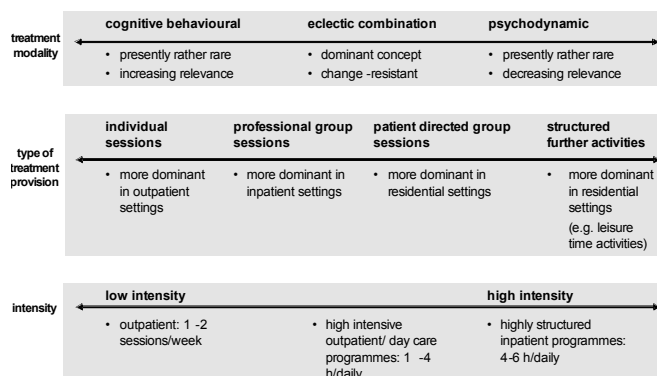 treatment
modality
cognitive behavioural
eclectic combination
psychodynamic
• presently rather rare
• increasing relevance
• dominant concept
• change -resistant
• presently rather rare
• decreasing relevance
type of
treatment
provision
individual
sessions
professional group
sessions
patient directed group
sessions
structured
further activities
• more dominant
in outpatient
settings
• more dominant in
inpatient settings
• more dominant in
residential settings
• more dominant
in residential
settings
(e.g. leisure
time activities)
intensity
low intensity
high intensity
• outpatient: 1 -2
sessions/week
• high intensive
outpatient/ day care
programmes: 1 -4
h/daily
• highly structured
inpatient programmes:
4-6 h/daily